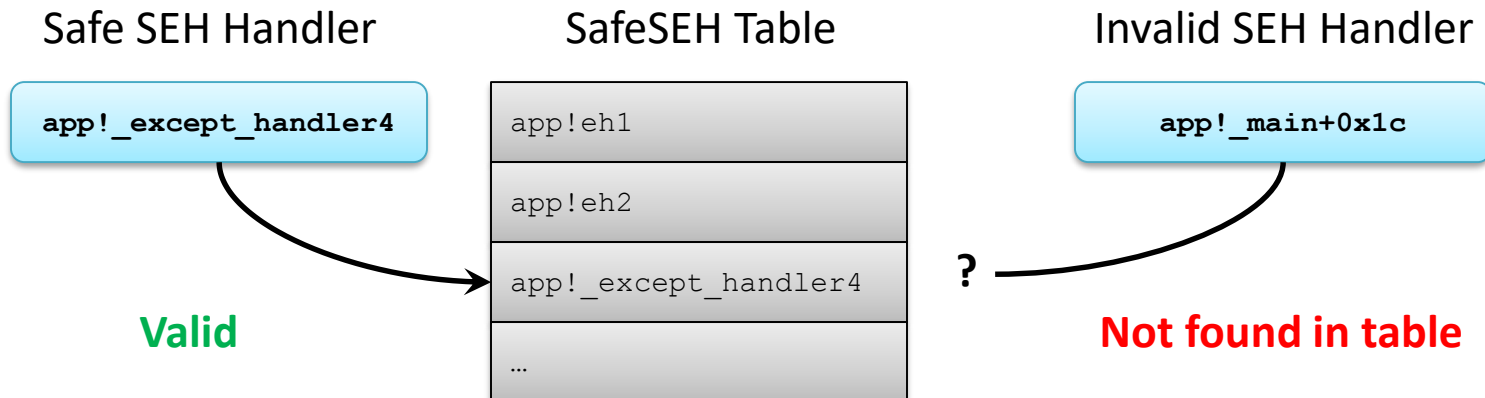 Safe SEH Handler
SafeSEH Table
Invalid SEH Handler
app!_except_handler4
app!eh1
app!_main+0x1c
app!eh2
app!_except_handler4
?
Valid
Not found in table
…